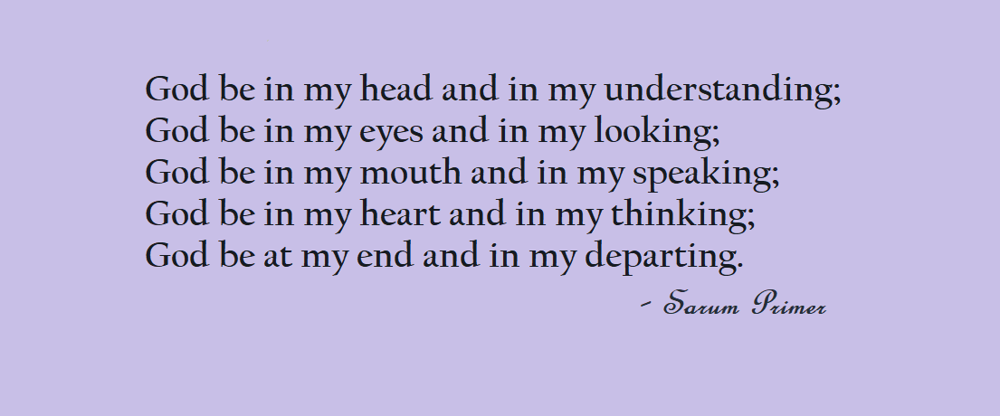 God be in my head and in my understanding;
God be in my eyes and in my looking;
God be in my mouth and in my speaking;
God be in my heart and in my thinking;
God be at my end and in my departing.
- Sarum Primer